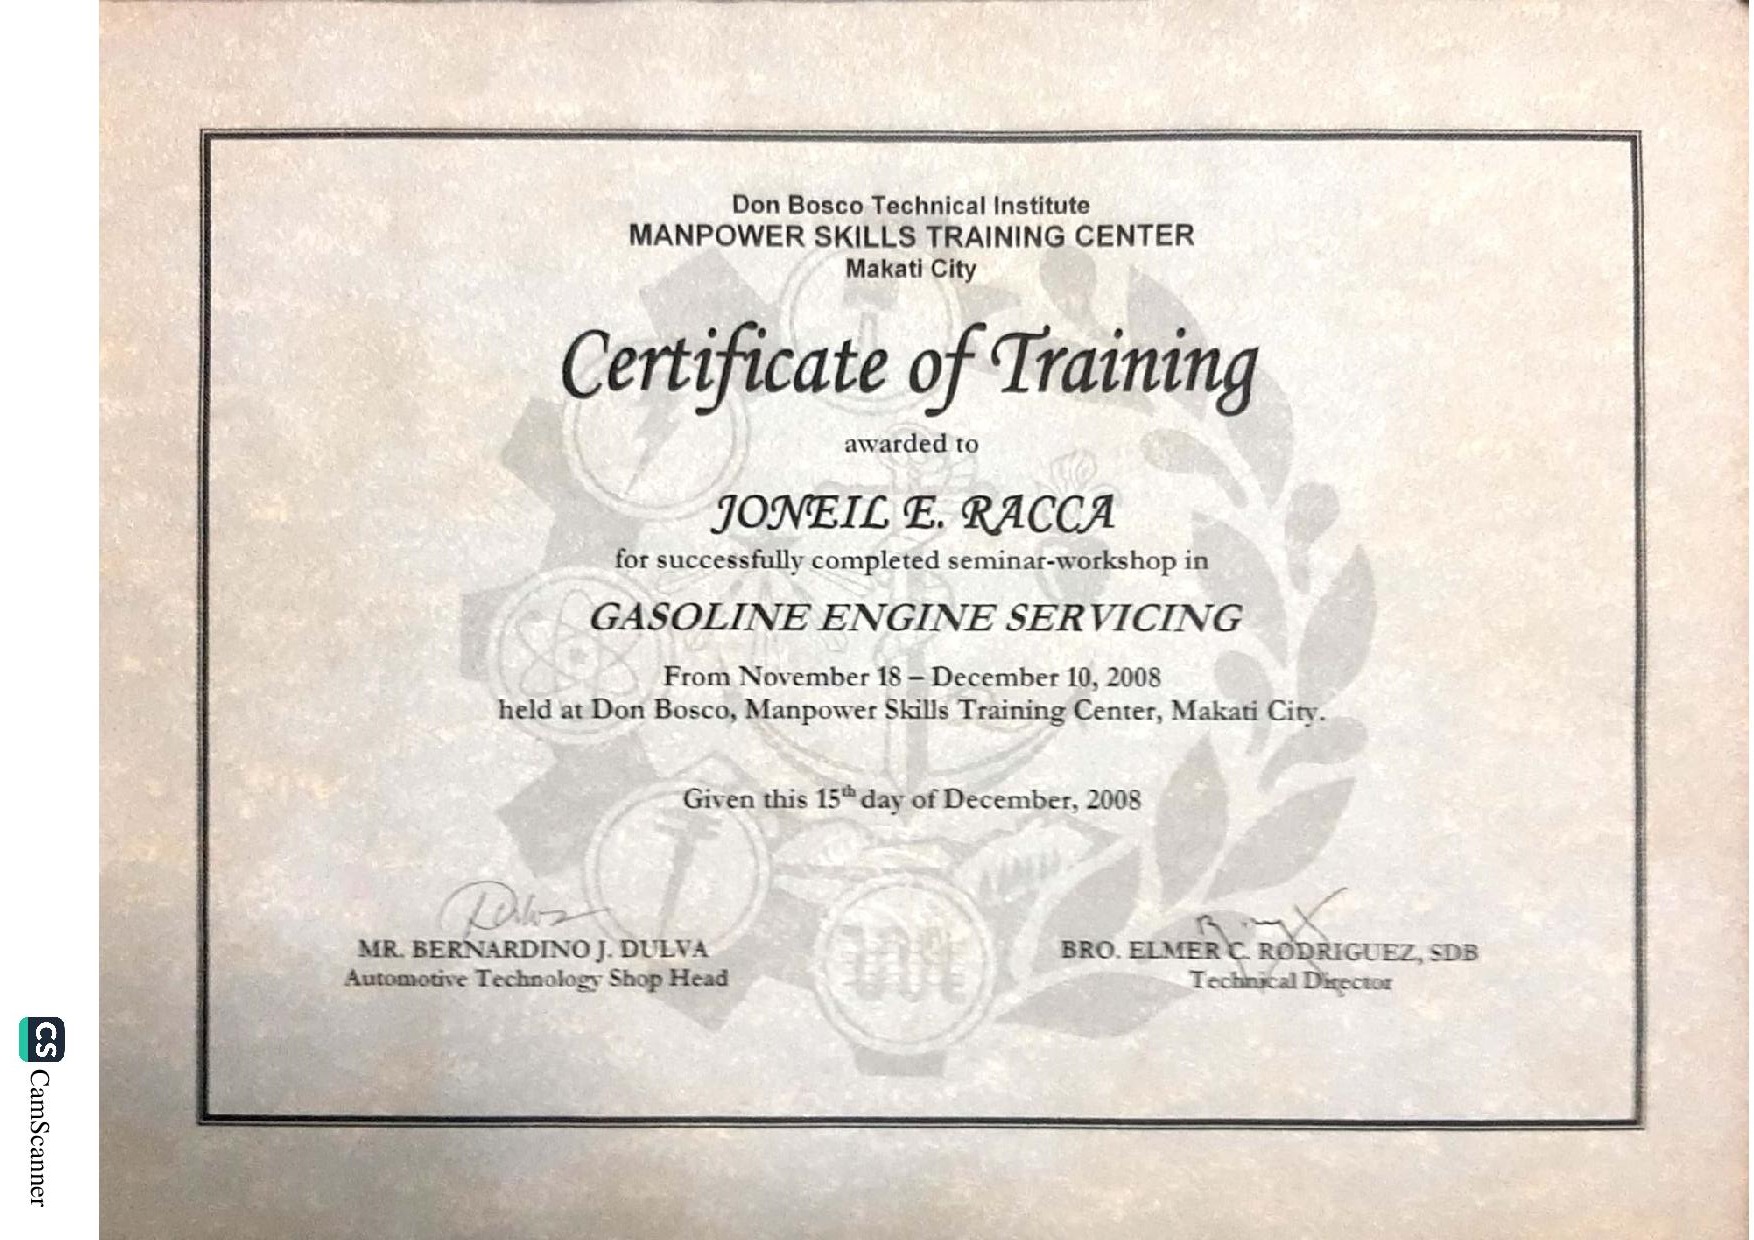 Don Bosco Technical Institute
MANPOWER SKILLS TRAINING CENTER
Makati City
Certificate of Training
awarded to
JONEIL E. RACCA
for successfully completed seminar-workshop in
GASOLINE ENGINE SERVICING
From November 18 – December 10, 2008
held at Don Bosco, Manpower Skills Training Center, Makati City.
Given this 15th day of December, 2008
MR. BERNARDINO J. DULVA
Automotive Technology Shop Head
BRO. ELMER C. RODRIGUEZ, SDB
Technical Director
CS CamScanner